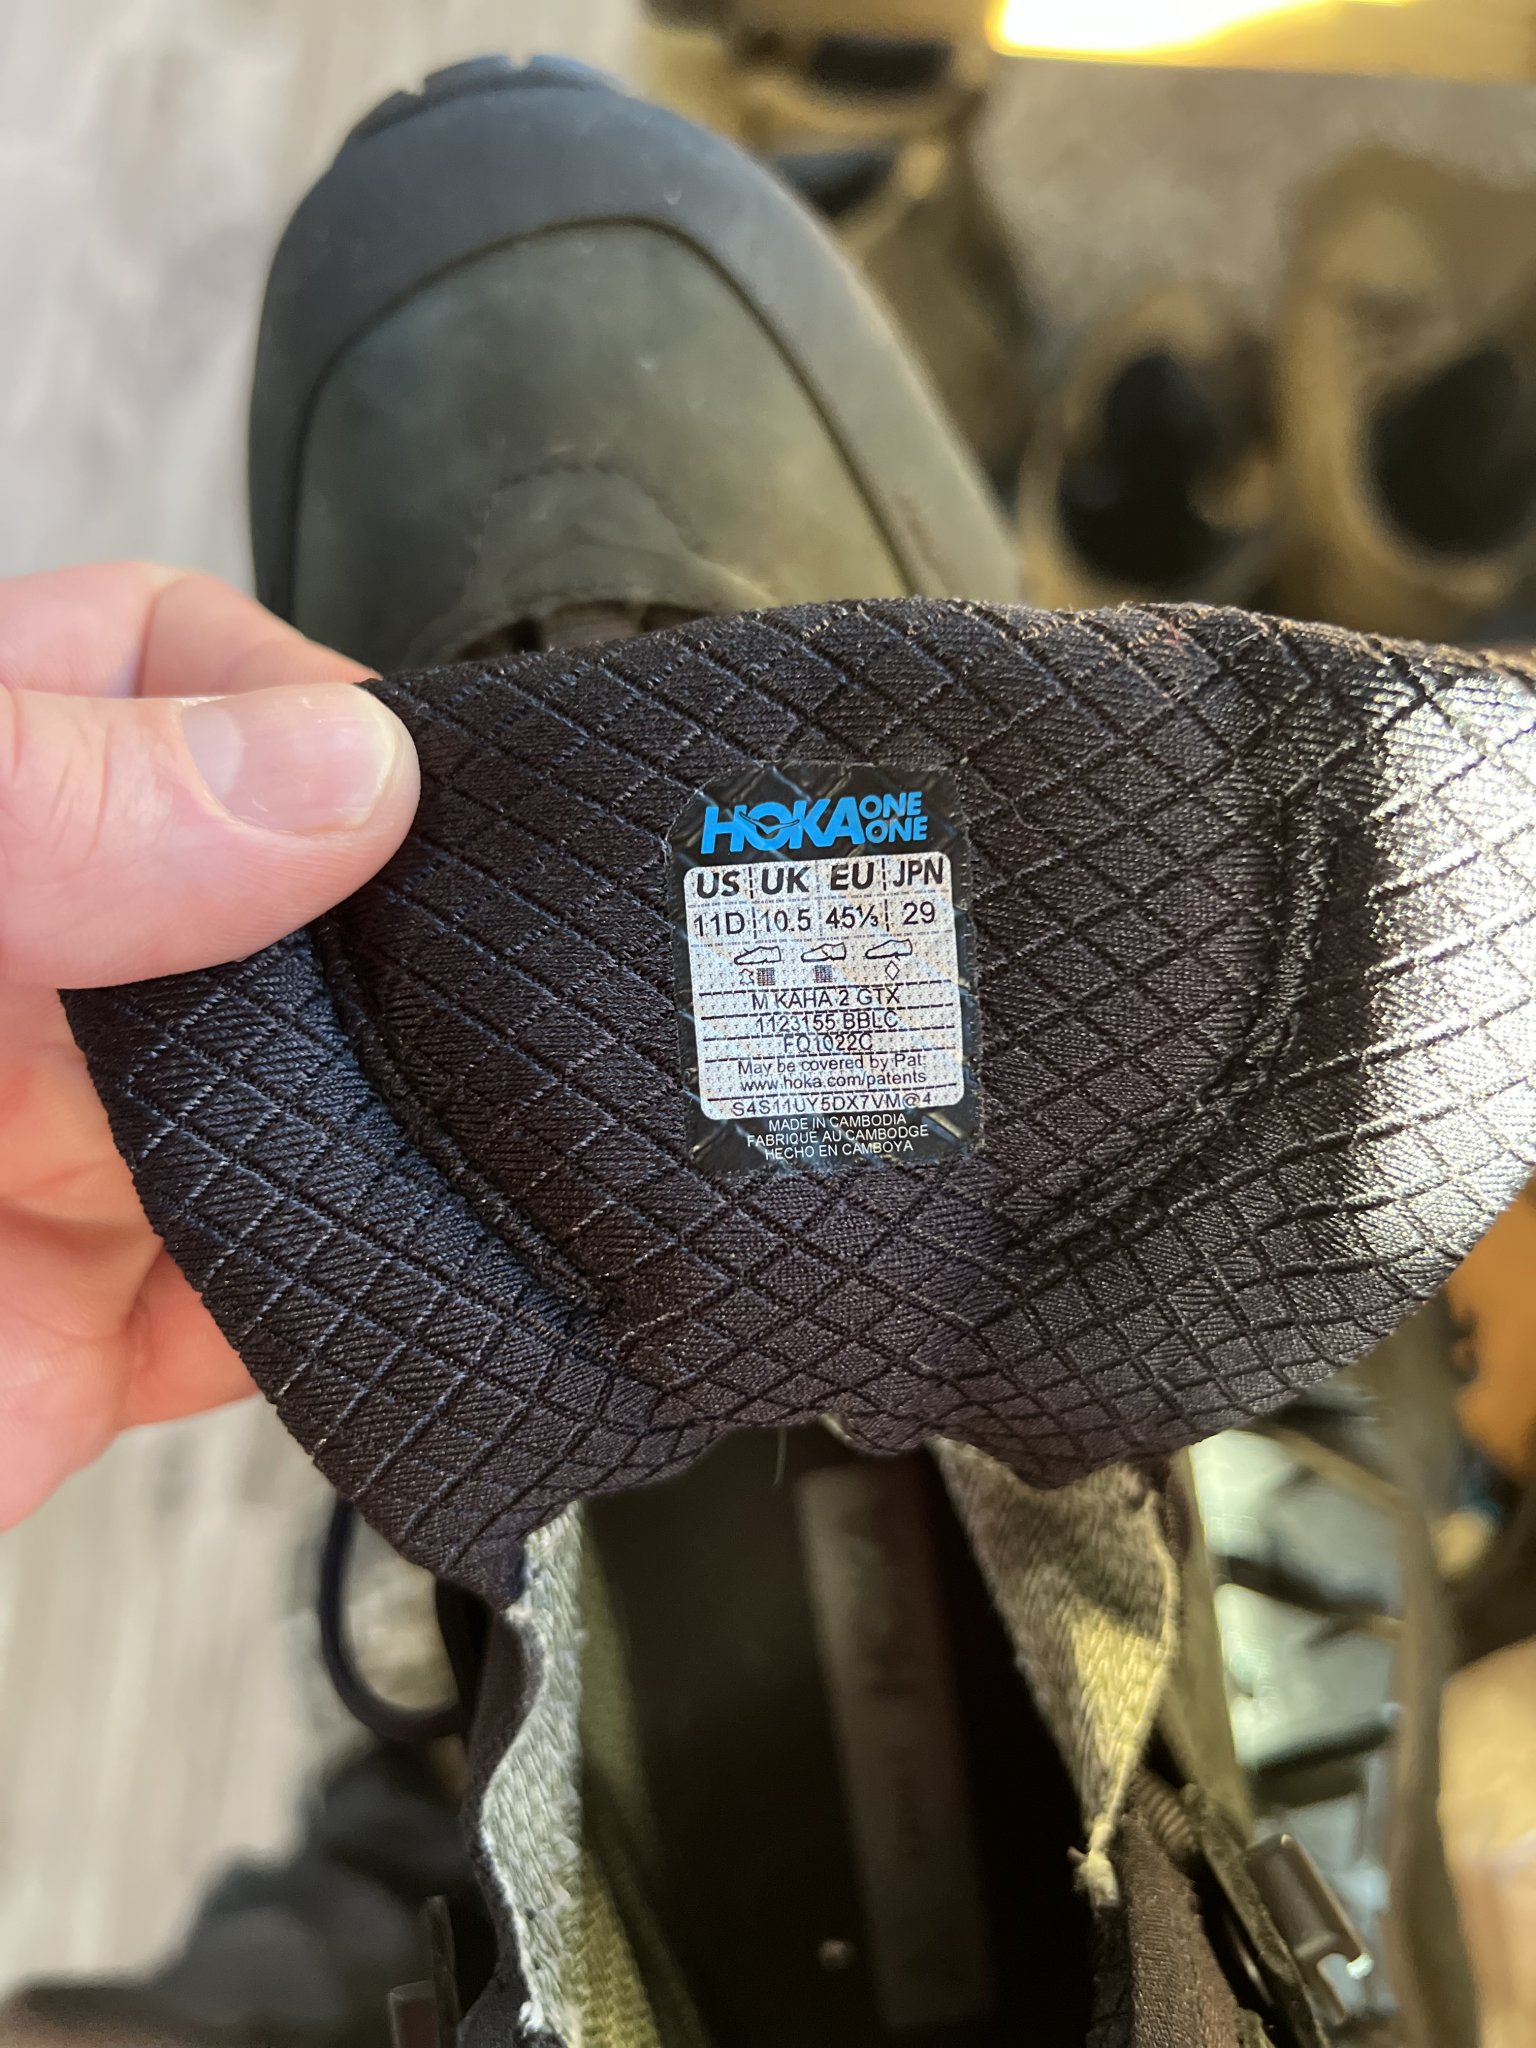 HOKA ONE ONE
US UK EU JPN
11D 10.5 45⅓ 29
M KAHA 2 GTX
1123155 BBLC
FQ1022C
May be covered by Pat:
www.hoka.com/patents
S4S11UY5DX7VM@4
MADE IN CAMBODIA
FABRIQUE AU CAMBODGE
HECHO EN CAMBOYA